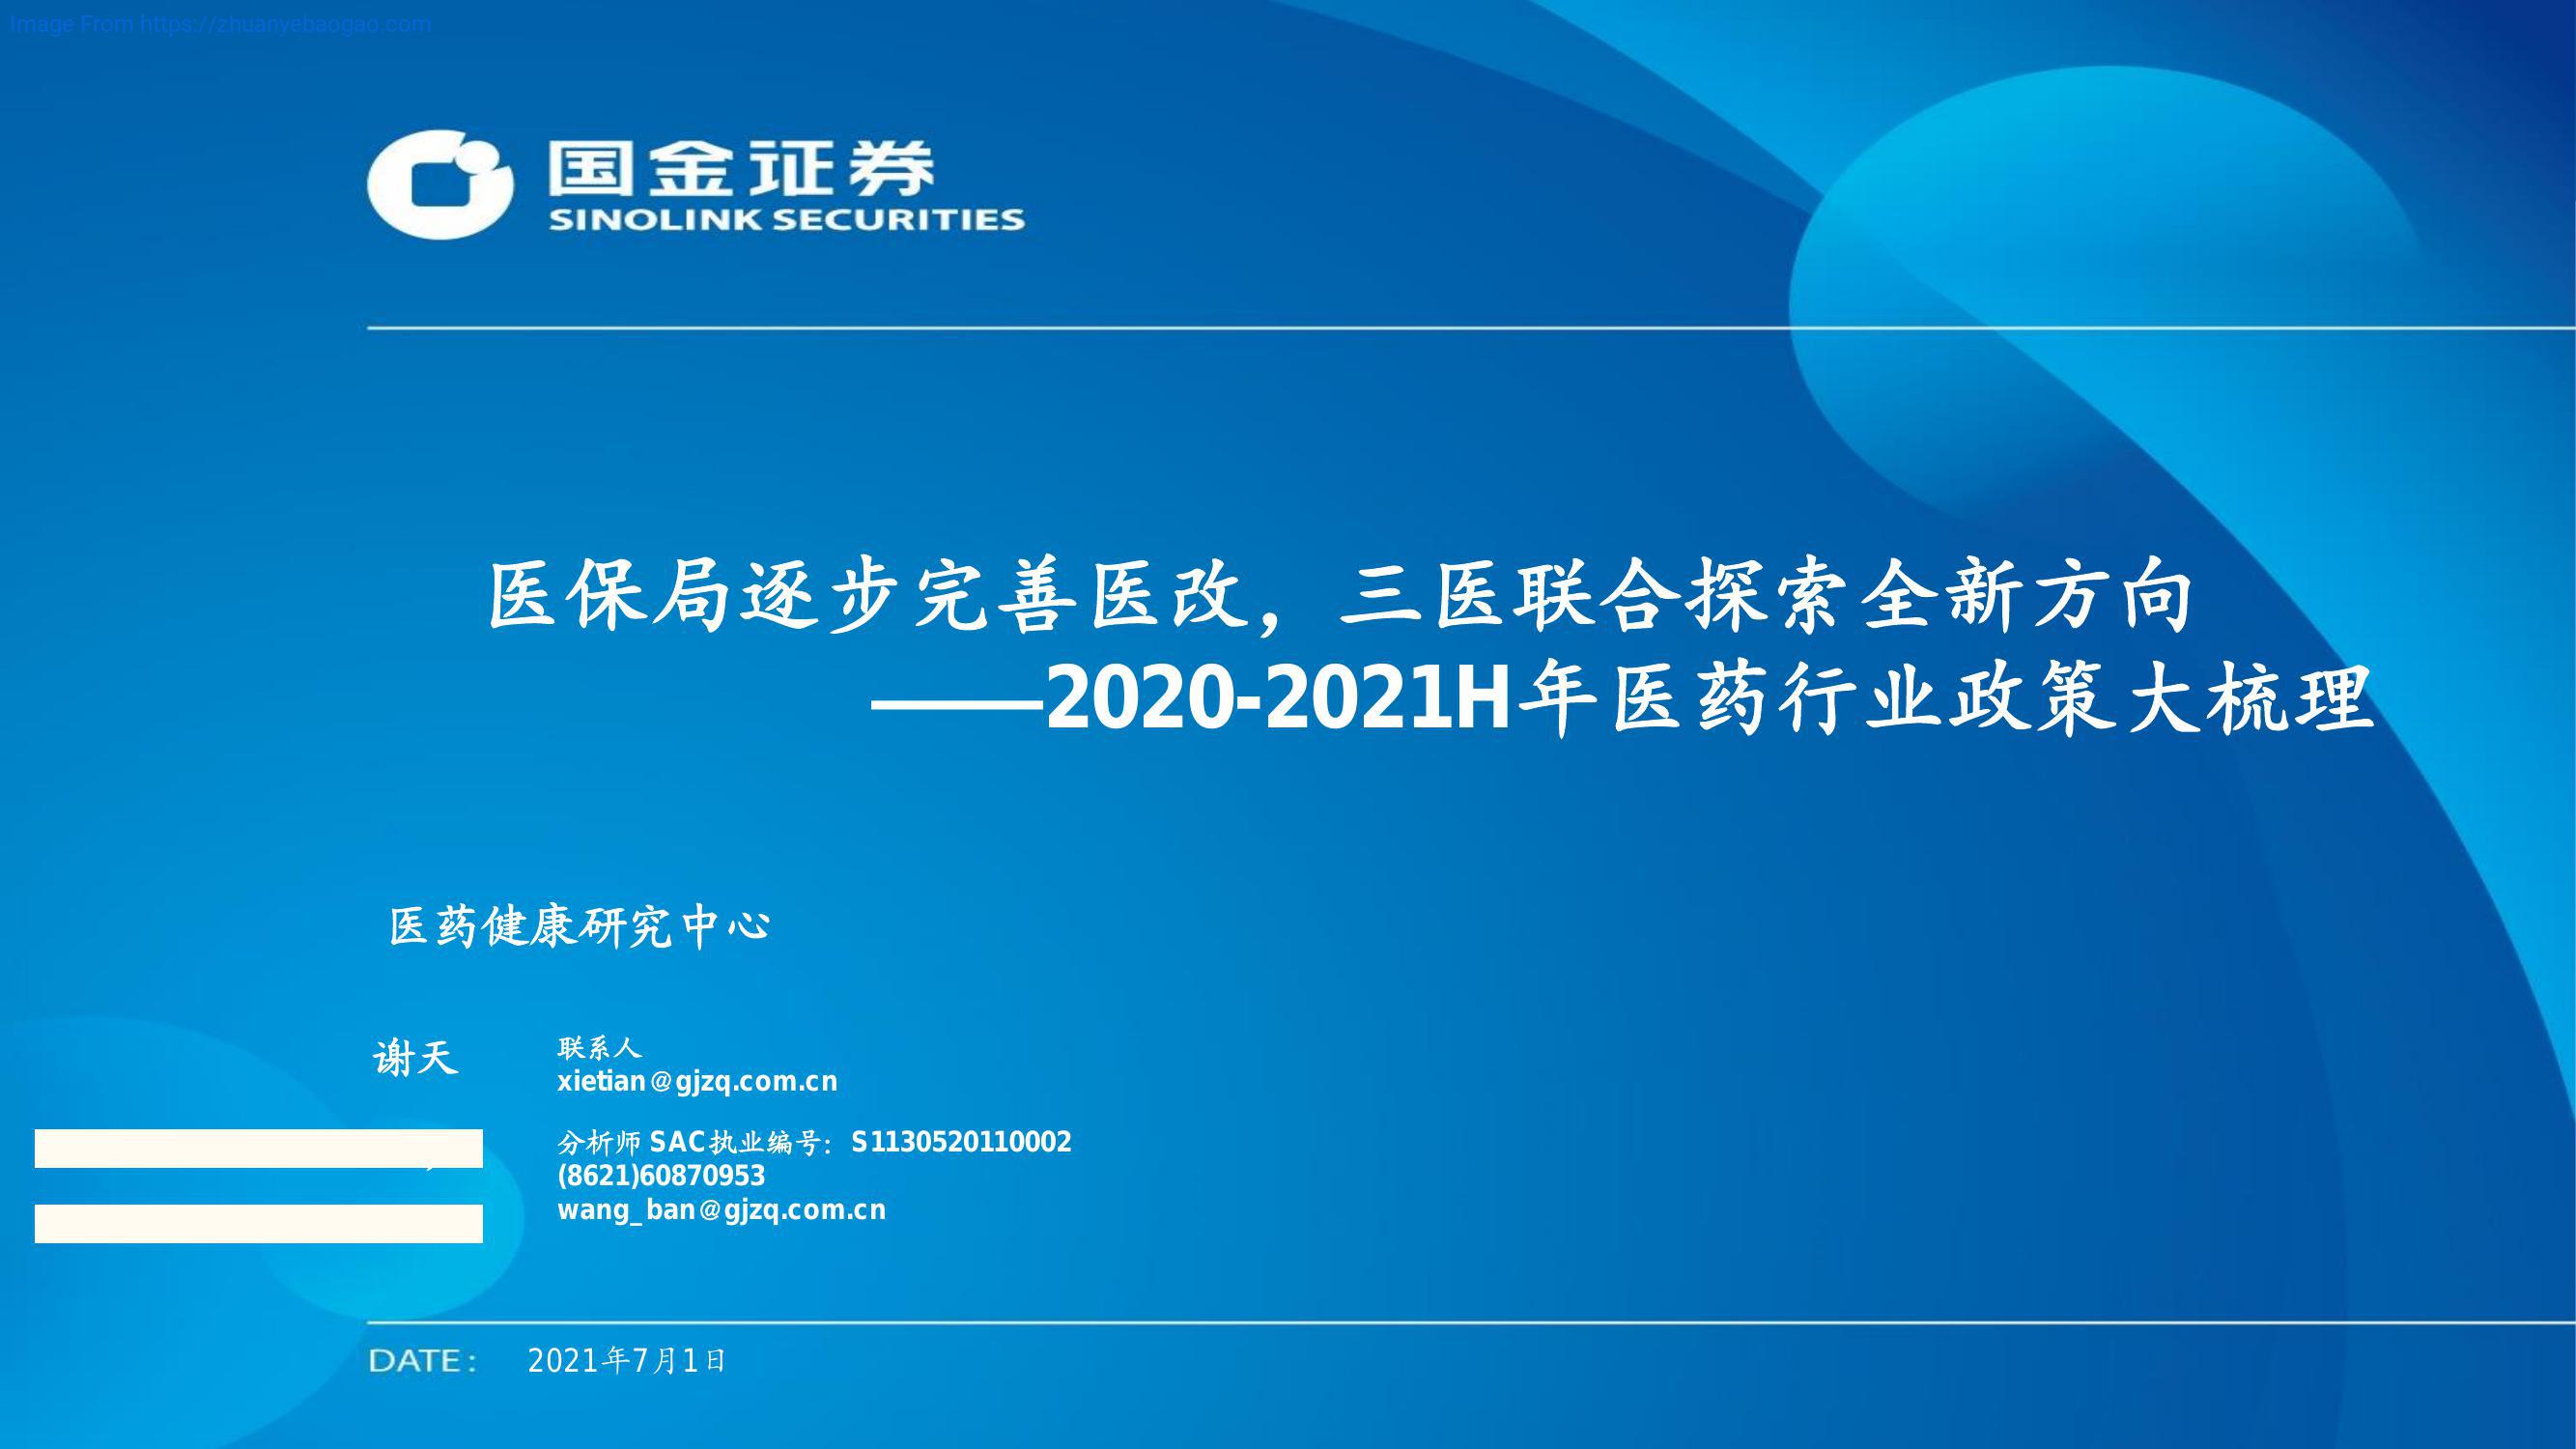 Image From https://zhuanyebaogao.com
国金证券
SINOLINK SECURITIES
医保局逐步完善医改，三医联合探索全新方向
——2020-2021H年医药行业政策大梳理
医药健康研究中心
谢天
联系人
xietian@gjzq.com.cn
分析师 SAC执业编号：S1130520110002
(8621)60870953
wang_ban@gjzq.com.cn
DATE： 2021年7月1日